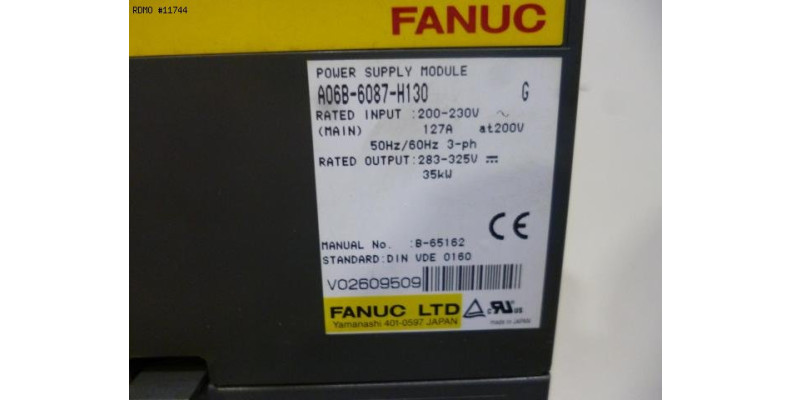 RDMO #11744
FANUC
POWER SUPPLY MODULE
A06B-6087-H130 G
RATED INPUT :200-230V ~
(MAIN) 127A at200V
50Hz/60Hz 3-ph
RATED OUTPUT:283-325V ⎓
35kW
CE
MANUAL No. :B-65162
STANDARD:DIN VDE 0160
V02609509
FANUC LTD
Yamanashi 401-0597 JAPAN
c US
MADE IN JAPAN